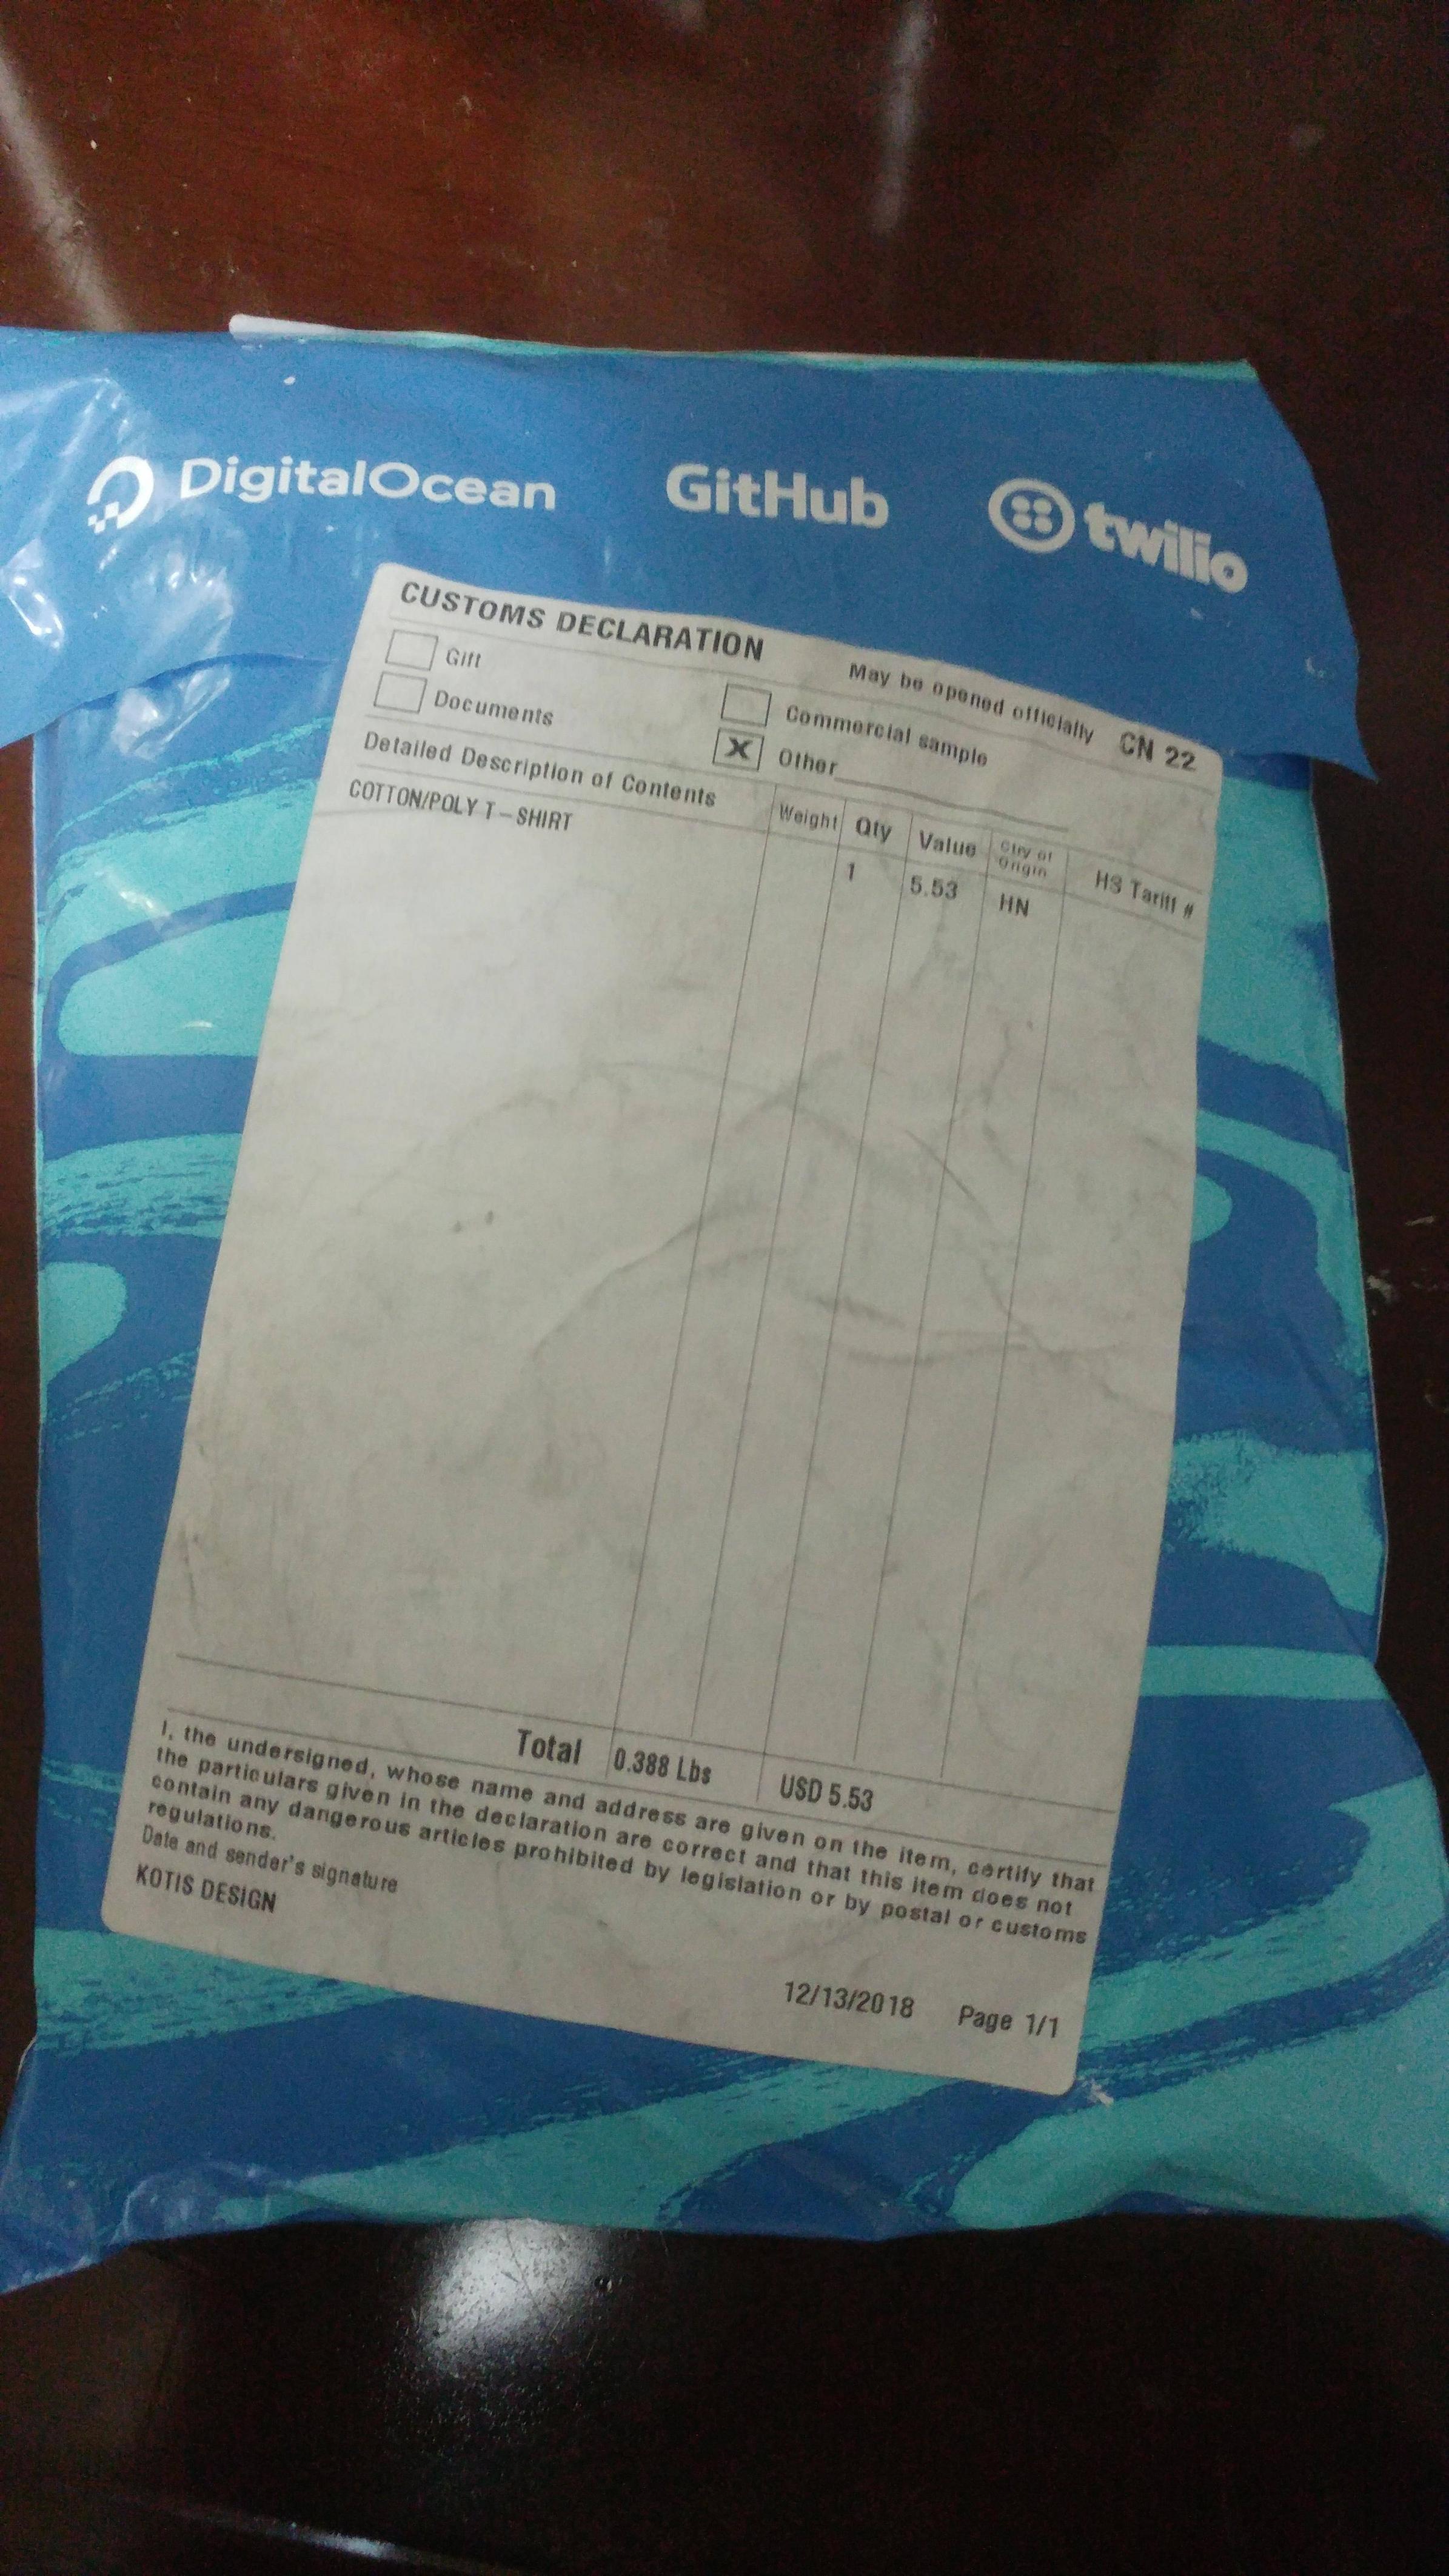 DigitalOcean GitHub twilio
CUSTOMS DECLARATION May be opened officially CN 22
Gift Commercial sample
Documents X Other
Detailed Description of Contents Weight Qty Value Ctry of Origin HS Tariff #
COTTON/POLY T-SHIRT 1 5.53 HN
Total 0.388 Lbs USD 5.53
I, the undersigned, whose name and address are given on the item, certify that
the particulars given in the declaration are correct and that this item does not
contain any dangerous articles prohibited by legislation or by postal or customs
regulations.
Date and sender's signature
KOTIS DESIGN
12/13/2018 Page 1/1